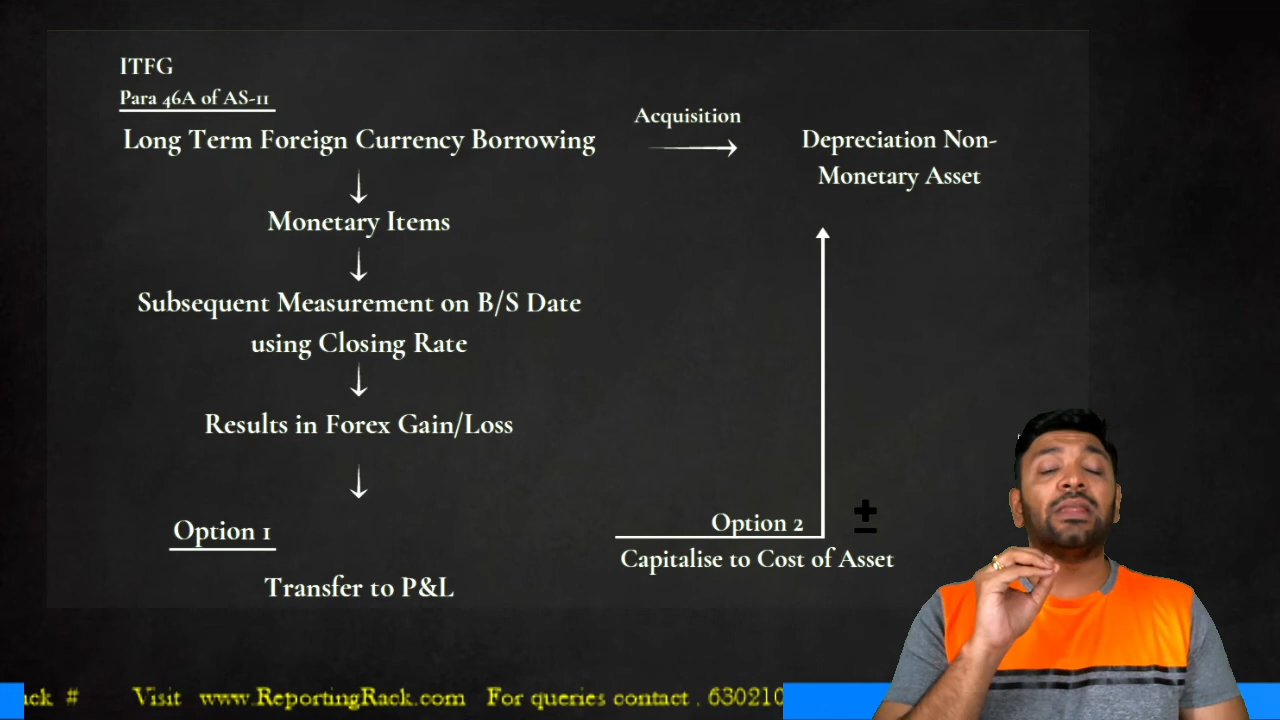 ITFG
Para 46A of AS-11
Long Term Foreign Currency Borrowing
Acquisition
Depreciation Non-
Monetary Asset
Monetary Items
Subsequent Measurement on B/S Date
using Closing Rate
Results in Forex Gain/Loss
Option 1
Transfer to P&L
Option 2
±
Capitalise to Cost of Asset
# Visit www.ReportingRack.com For queries contact . 630210